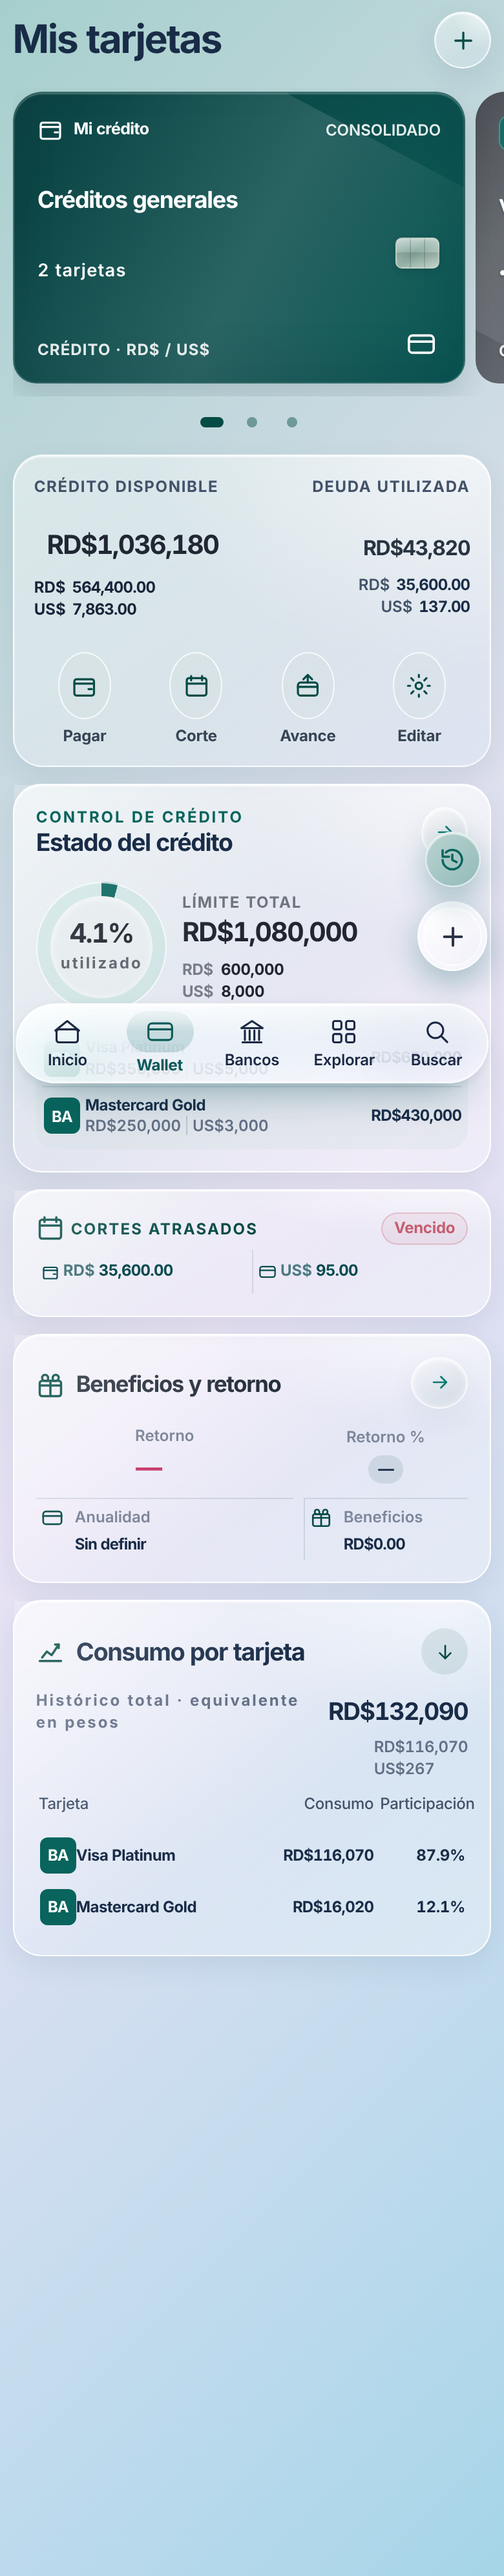 Mis tarjetas
Mi crédito
CONSOLIDADO
Créditos generales
2 tarjetas
CRÉDITO · RD$ / US$
CRÉDITO DISPONIBLE
DEUDA UTILIZADA
RD$1,036,180
RD$43,820
RD$ 564,400.00
RD$ 35,600.00
US$ 7,863.00
US$ 137.00
Pagar
Corte
Avance
Editar
CONTROL DE CRÉDITO
Estado del crédito
4.1%
utilizado
LÍMITE TOTAL
RD$1,080,000
RD$ 600,000
US$ 8,000
Visa Platinum
US$5,000
Inicio
Wallet
Bancos
Explorar
Buscar
BA
Mastercard Gold
RD$250,000 | US$3,000
RD$430,000
CORTES ATRASADOS
Vencido
RD$ 35,600.00
US$ 95.00
Beneficios y retorno
Retorno
Retorno %
—
—
Anualidad
Sin definir
Beneficios
RD$0.00
Consumo por tarjeta
Histórico total · equivalente
en pesos
RD$132,090
RD$116,070
US$267
Tarjeta
Consumo
Participación
BA
Visa Platinum
RD$116,070
87.9%
BA
Mastercard Gold
RD$16,020
12.1%